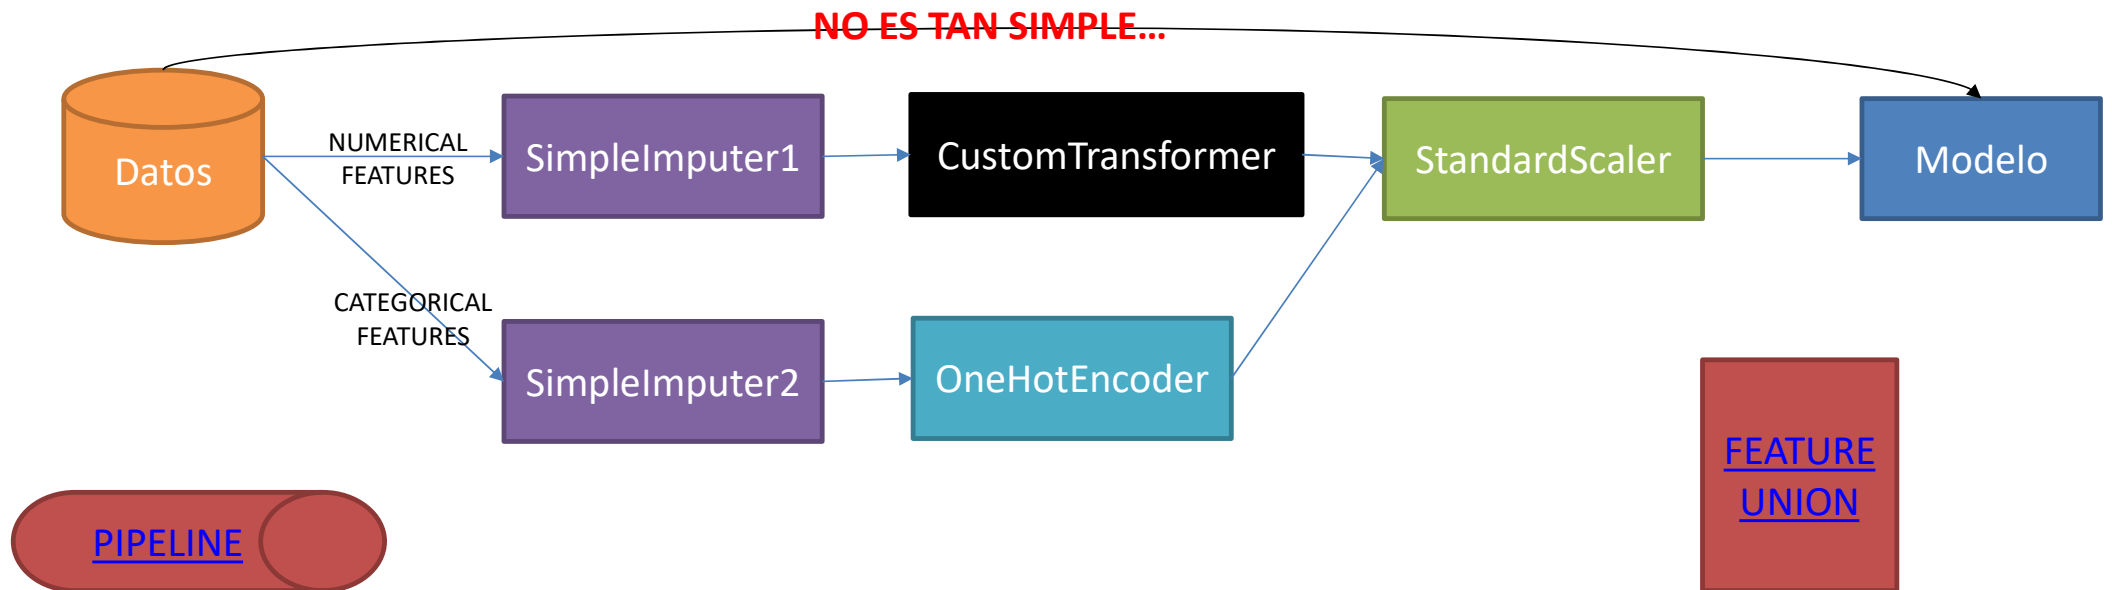 NO ES TAN SIMPLE...
Datos
NUMERICAL
FEATURES
SimpleImputer1
CustomTransformer
StandardScaler
Modelo
CATEGORICAL
FEATURES
SimpleImputer2
OneHotEncoder
FEATURE
UNION
PIPELINE